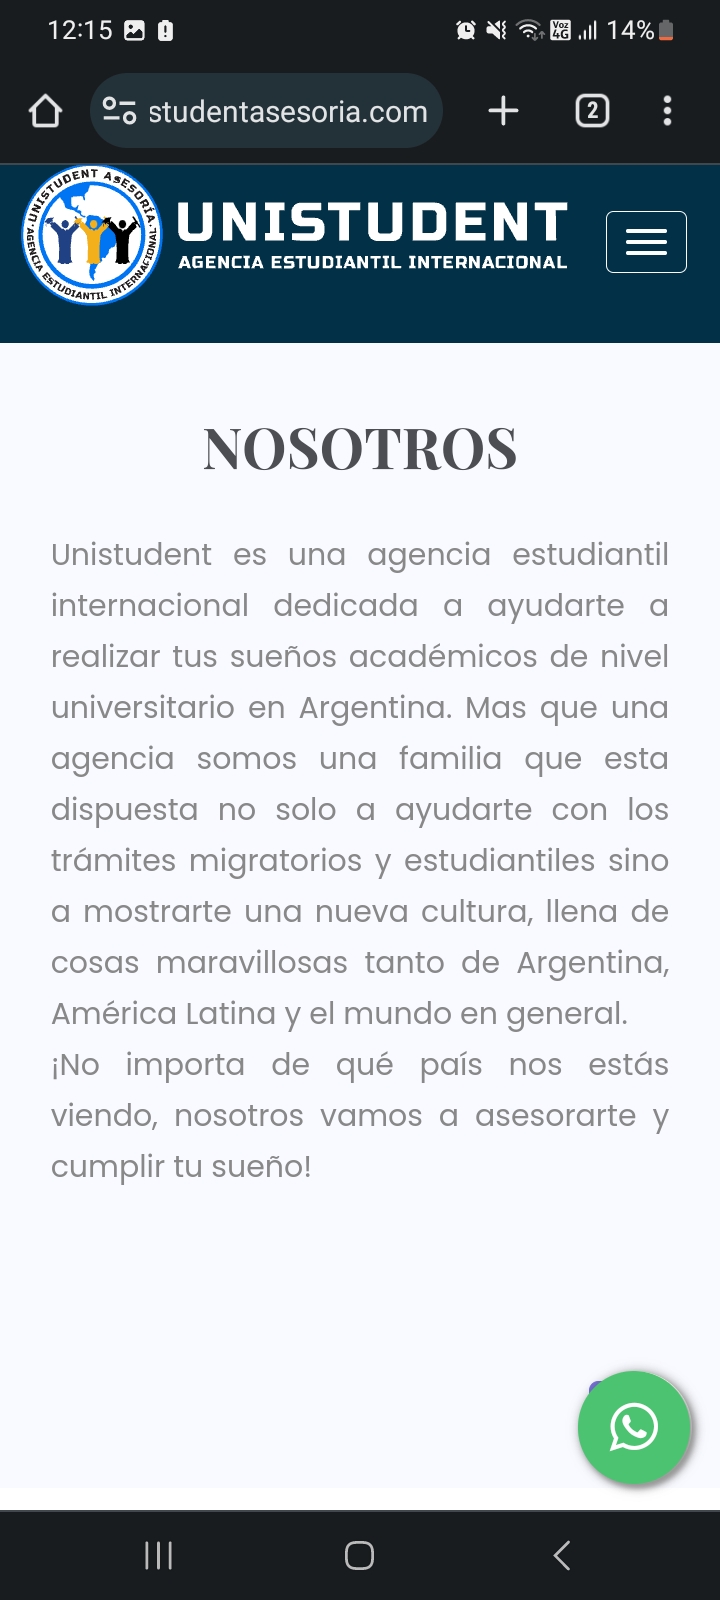 12:15
Voz 4G 14%
studentasesoria.com
2
UNISTUDENT ASESORÍA
AGENCIA ESTUDIANTIL INTERNACIONAL
UNISTUDENT
AGENCIA ESTUDIANTIL INTERNACIONAL
NOSOTROS
Unistudent es una agencia estudiantil
internacional dedicada a ayudarte a
realizar tus sueños académicos de nivel
universitario en Argentina. Mas que una
agencia somos una familia que esta
dispuesta no solo a ayudarte con los
trámites migratorios y estudiantiles sino
a mostrarte una nueva cultura, llena de
cosas maravillosas tanto de Argentina,
América Latina y el mundo en general.
¡No importa de qué país nos estás
viendo, nosotros vamos a asesorarte y
cumplir tu sueño!